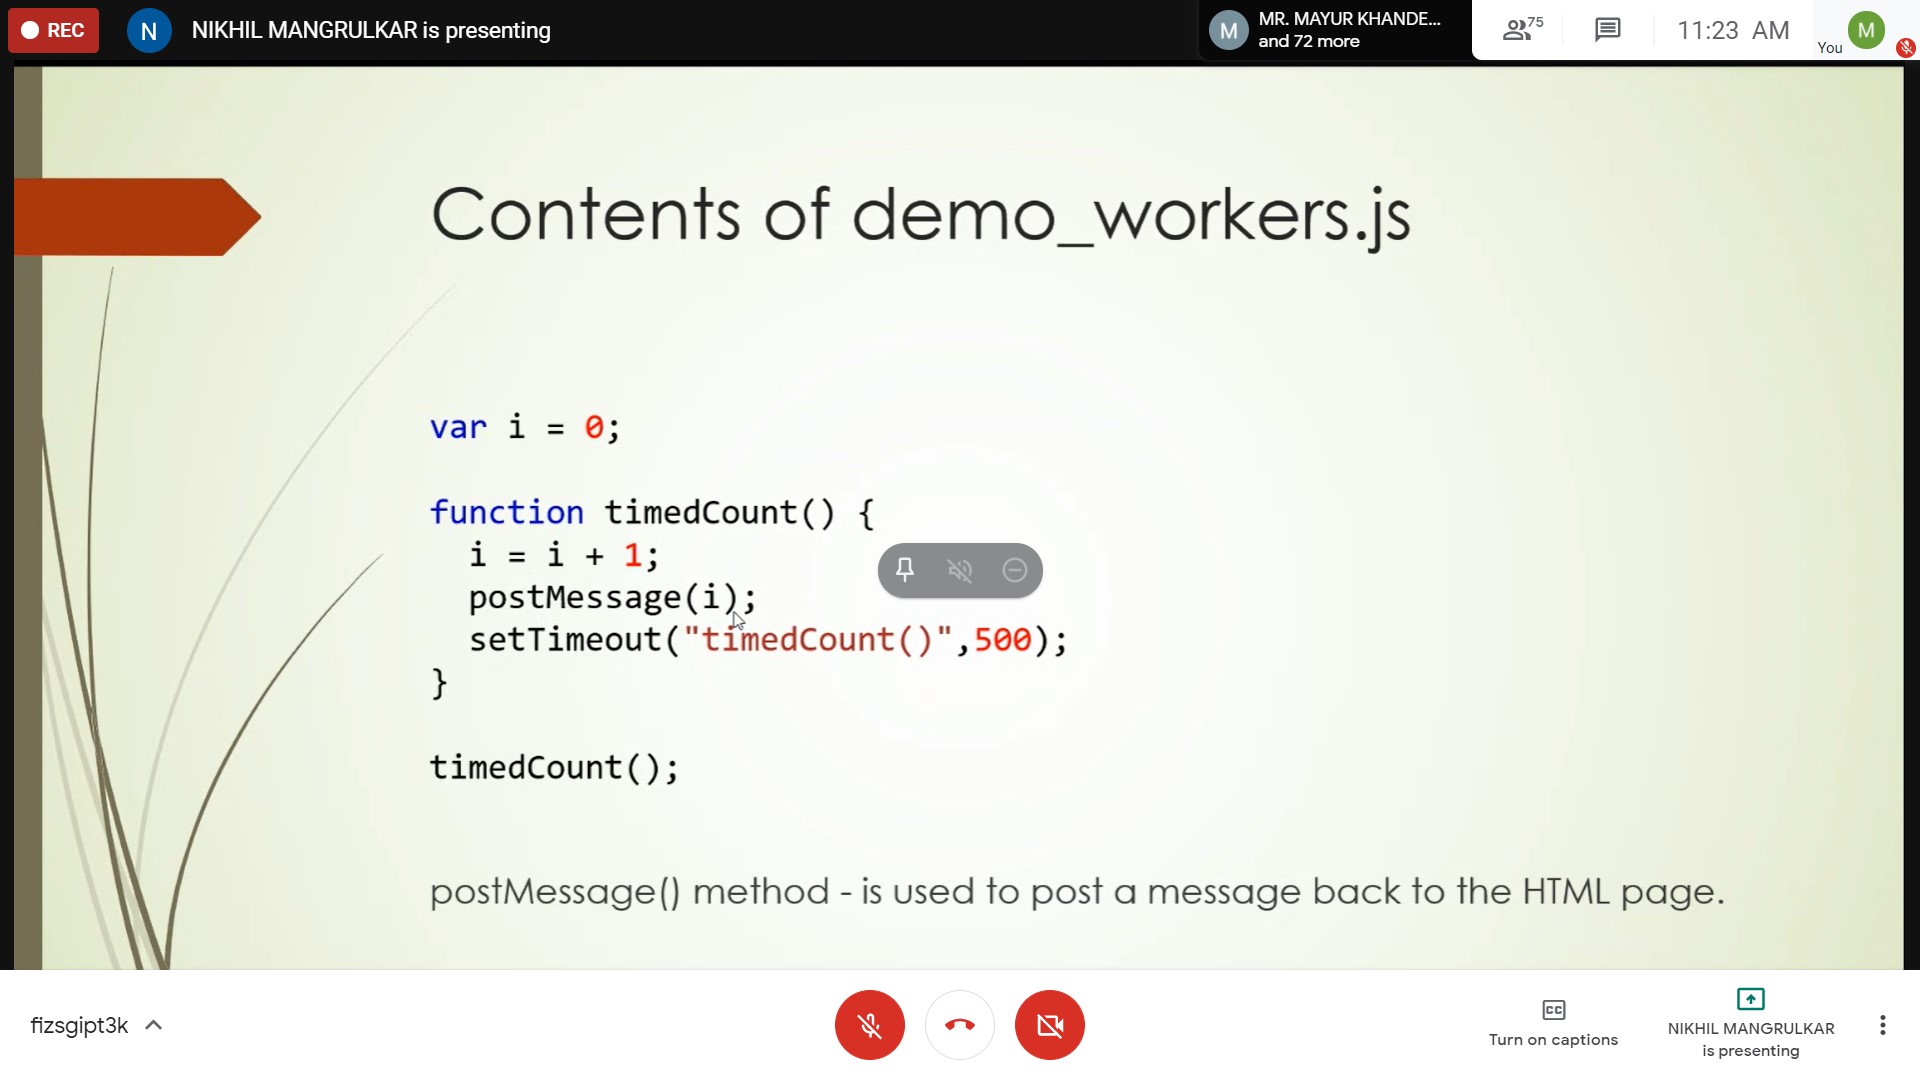 REC
N
NIKHIL MANGRULKAR is presenting
M
MR. MAYUR KHANDE...
and 72 more
75
11:23 AM
You
M
Contents of demo_workers.js
var i = 0;
function timedCount() {
i = i + 1;
postMessage(i);
setTimeout("timedCount()",500);
}
timedCount();
postMessage() method - is used to post a message back to the HTML page.
fizsgipt3k
CC
Turn on captions
NIKHIL MANGRULKAR
is presenting